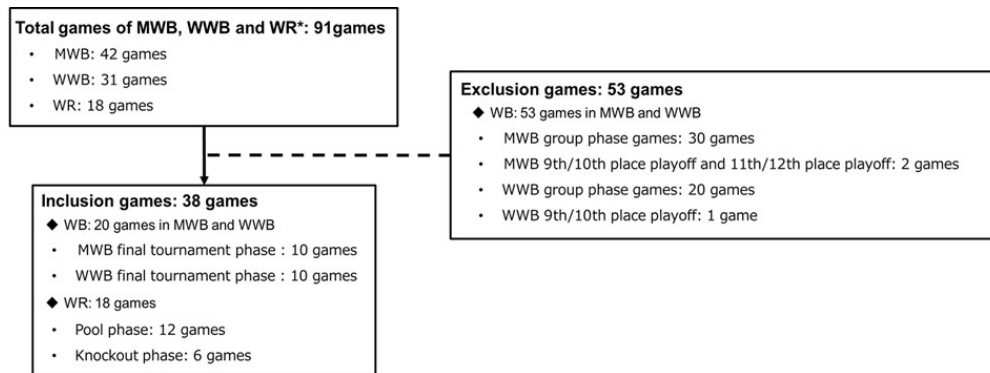 Total games of MWB, WWB and WR*: 91games
• MWB: 42 games
• WWB: 31 games
• WR: 18 games
Exclusion games: 53 games
◆ WB: 53 games in MWB and WWB
• MWB group phase games: 30 games
• MWB 9th/10th place playoff and 11th/12th place playoff: 2 games
• WWB group phase games: 20 games
• WWB 9th/10th place playoff: 1 game
Inclusion games: 38 games
◆ WB: 20 games in MWB and WWB
• MWB final tournament phase : 10 games
• WWB final tournament phase : 10 games
◆ WR: 18 games
• Pool phase: 12 games
• Knockout phase: 6 games